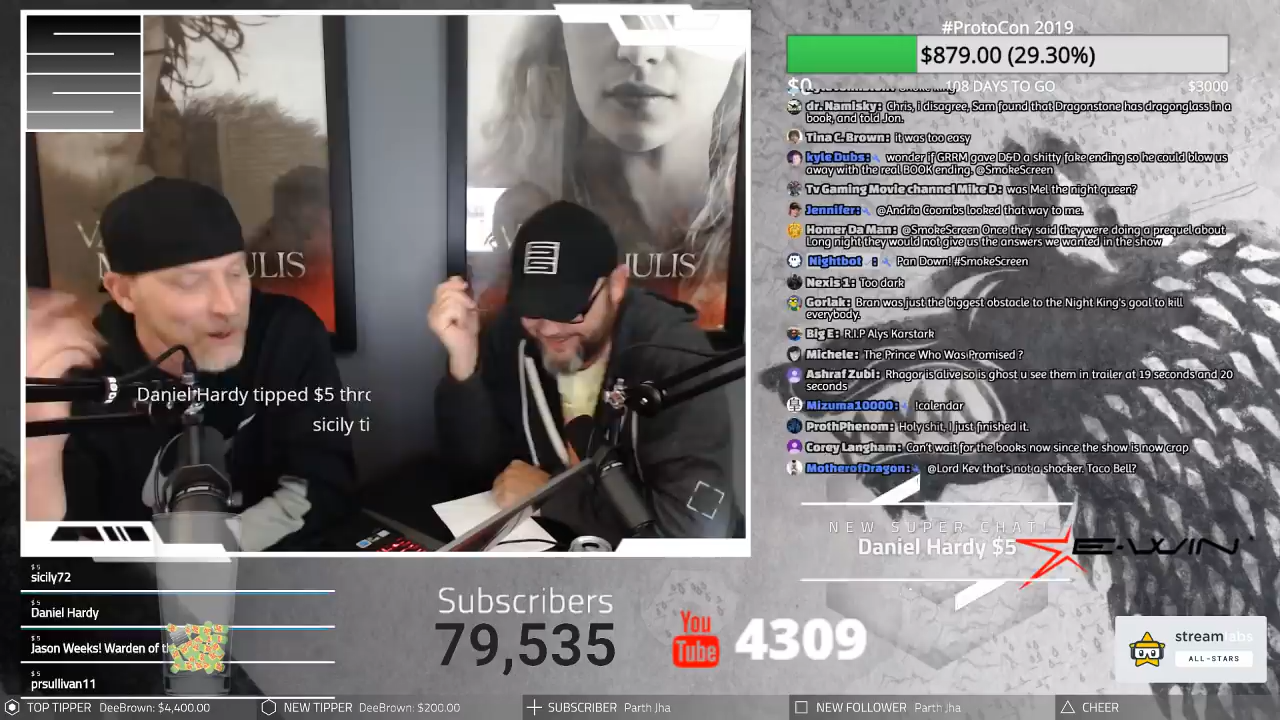 #ProtoCon 2019
$879.00 (29.30%)
$0
108 DAYS TO GO
$3000
dr. Namisky: Chris, i disagree, Sam found that Dragonstone has dragonglass in a
book, and told Jon.
Tina C. Brown: it was too easy
kyle Dubs: wonder if GRRM gave D&D a shitty fake ending so he could blow us
away with the real BOOK ending. @SmokeScreen
Tv Gaming Movie channel Mike D: was Mel the night queen?
Jennifer: @Andria Coombs looked that way to me.
Homer Da Man: @SmokeScreen Once they said they were doing a prequel about
Long night they would not give us the answers we wanted in the show
Nightbot: Pan Down! #SmokeScreen
Nexis 1: Too dark
Gorlak: Bran was just the biggest obstacle to the Night King's goal to kill
everybody.
Big E: R.I.P Alys Karstark
Michele: The Prince Who Was Promised ?
Ashraf Zubi: Rhagor is alive so is ghost u see them in trailer at 19 seconds and 20
seconds
Mizuma10000: !calendar
ProthPhenom: Holy shit, I just finished it.
Corey Langham: Can't wait for the books now since the show is now crap
MotherofDragon: @Lord Kev that's not a shocker. Taco Bell?
NEW SUPER CHAT!
Daniel Hardy $5
E-WIN
JULIS
JULIS
Daniel Hardy tipped $5 thro
sicily ti
$5
sicily72
$5
Daniel Hardy
$5
Jason Weeks! Warden of th
$5
prsullivan11
Subscribers
79,535
You
Tube
4309
streamlabs
ALL-STARS
TOP TIPPER DeeBrown: $4,400.00
NEW TIPPER DeeBrown: $200.00
SUBSCRIBER Parth Jha
NEW FOLLOWER Parth Jha
CHEER